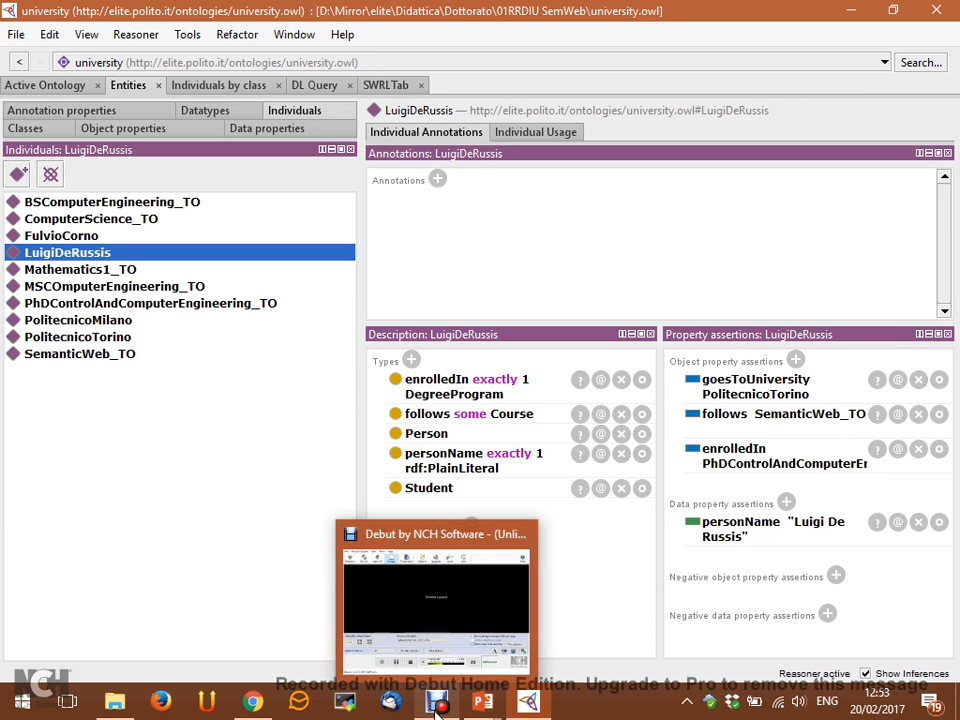 university (http://elite.polito.it/ontologies/university.owl) : [D:\Mirror\elite\Didattica\Dottorato\01RRDIU SemWeb\university.owl]
File Edit View Reasoner Tools Refactor Window Help
< university (http://elite.polito.it/ontologies/university.owl) Search...
Active Ontology × Entities × Individuals by class × DL Query × SWRLTab ×
Annotation properties Datatypes Individuals
Classes Object properties Data properties
Individuals: LuigiDeRussis
BSComputerEngineering_TO
ComputerScience_TO
FulvioCorno
LuigiDeRussis
Mathematics1_TO
MSCOmputerEngineering_TO
PhDControlAndComputerEngineering_TO
PolitecnicoMilano
PolitecnicoTorino
SemanticWeb_TO
LuigiDeRussis — http://elite.polito.it/ontologies/university.owl#LuigiDeRussis
Individual Annotations Individual Usage
Annotations: LuigiDeRussis
Annotations
Description: LuigiDeRussis
Types
enrolledIn exactly 1
DegreeProgram
follows some Course
Person
personName exactly 1
rdf:PlainLiteral
Student
Property assertions: LuigiDeRussis
Object property assertions
goesToUniversity
PolitecnicoTorino
follows SemanticWeb_TO
enrolledIn
PhDControlAndComputerEr
Data property assertions
personName "Luigi De
Russis"
Negative object property assertions
Negative data property assertions
Debut by NCH Software - (Unli...
Reasoner active Show Inferences
NCH
Recorded with Debut Home Edition. Upgrade to Pro to remove this message
ENG
12:53
20/02/2017
19